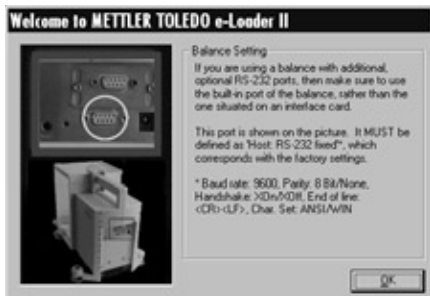 Welcome to METTLER TOLEDO e-Loader II
Balance Setting
If you are using a balance with additional,
optional RS-232 ports, then make sure to use
the built-in port of the balance, rather than the
one situated on an interface card.
This port is shown on the picture. It MUST be
defined as 'Host: RS-232 fixed*', which
corresponds with the factory settings.
* Baud rate: 9600, Parity: 8 Bit/None,
Handshake: XOn/XOff, End of line:
<CR><LF>, Char. Set: ANSI/WIN
OK